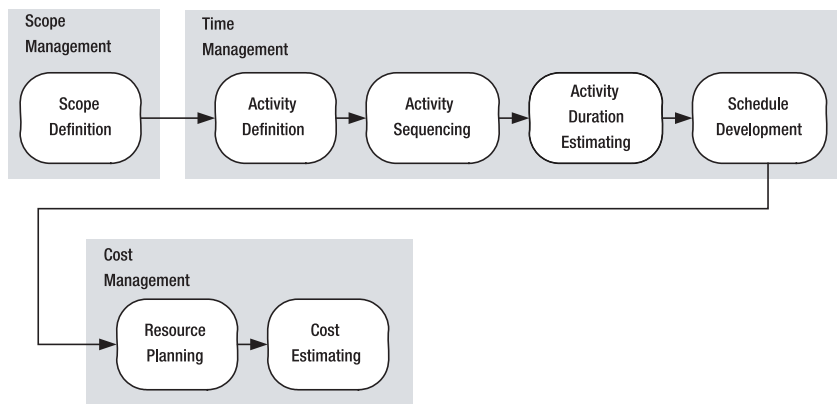 Scope
Management
Scope
Definition
Time
Management
Activity
Definition
Activity
Sequencing
Activity
Duration
Estimating
Schedule
Development
Cost
Management
Resource
Planning
Cost
Estimating